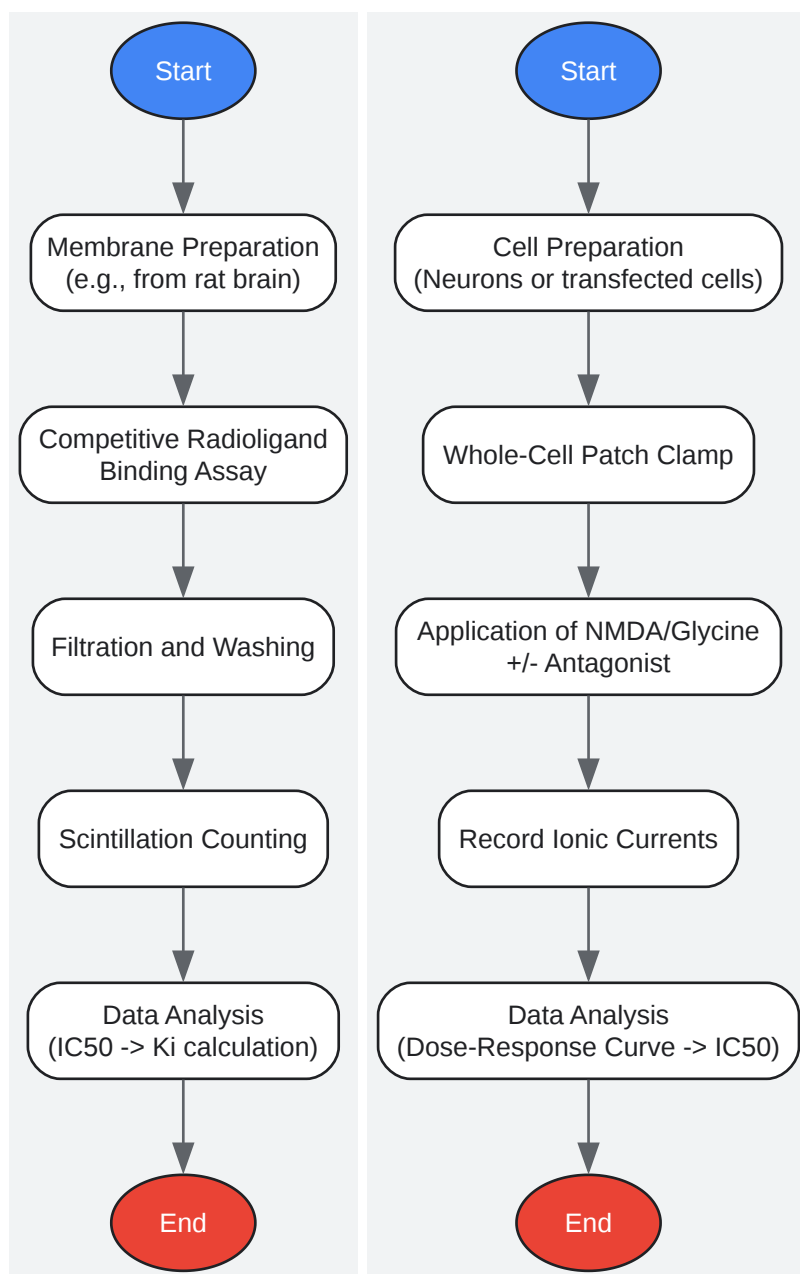 Start
Membrane Preparation
(e.g., from rat brain)
Competitive Radioligand
Binding Assay
Filtration and Washing
Scintillation Counting
Data Analysis
(IC50 -> Ki calculation)
End
Start
Cell Preparation
(Neurons or transfected cells)
Whole-Cell Patch Clamp
Application of NMDA/Glycine
+/- Antagonist
Record Ionic Currents
Data Analysis
(Dose-Response Curve -> IC50)
End